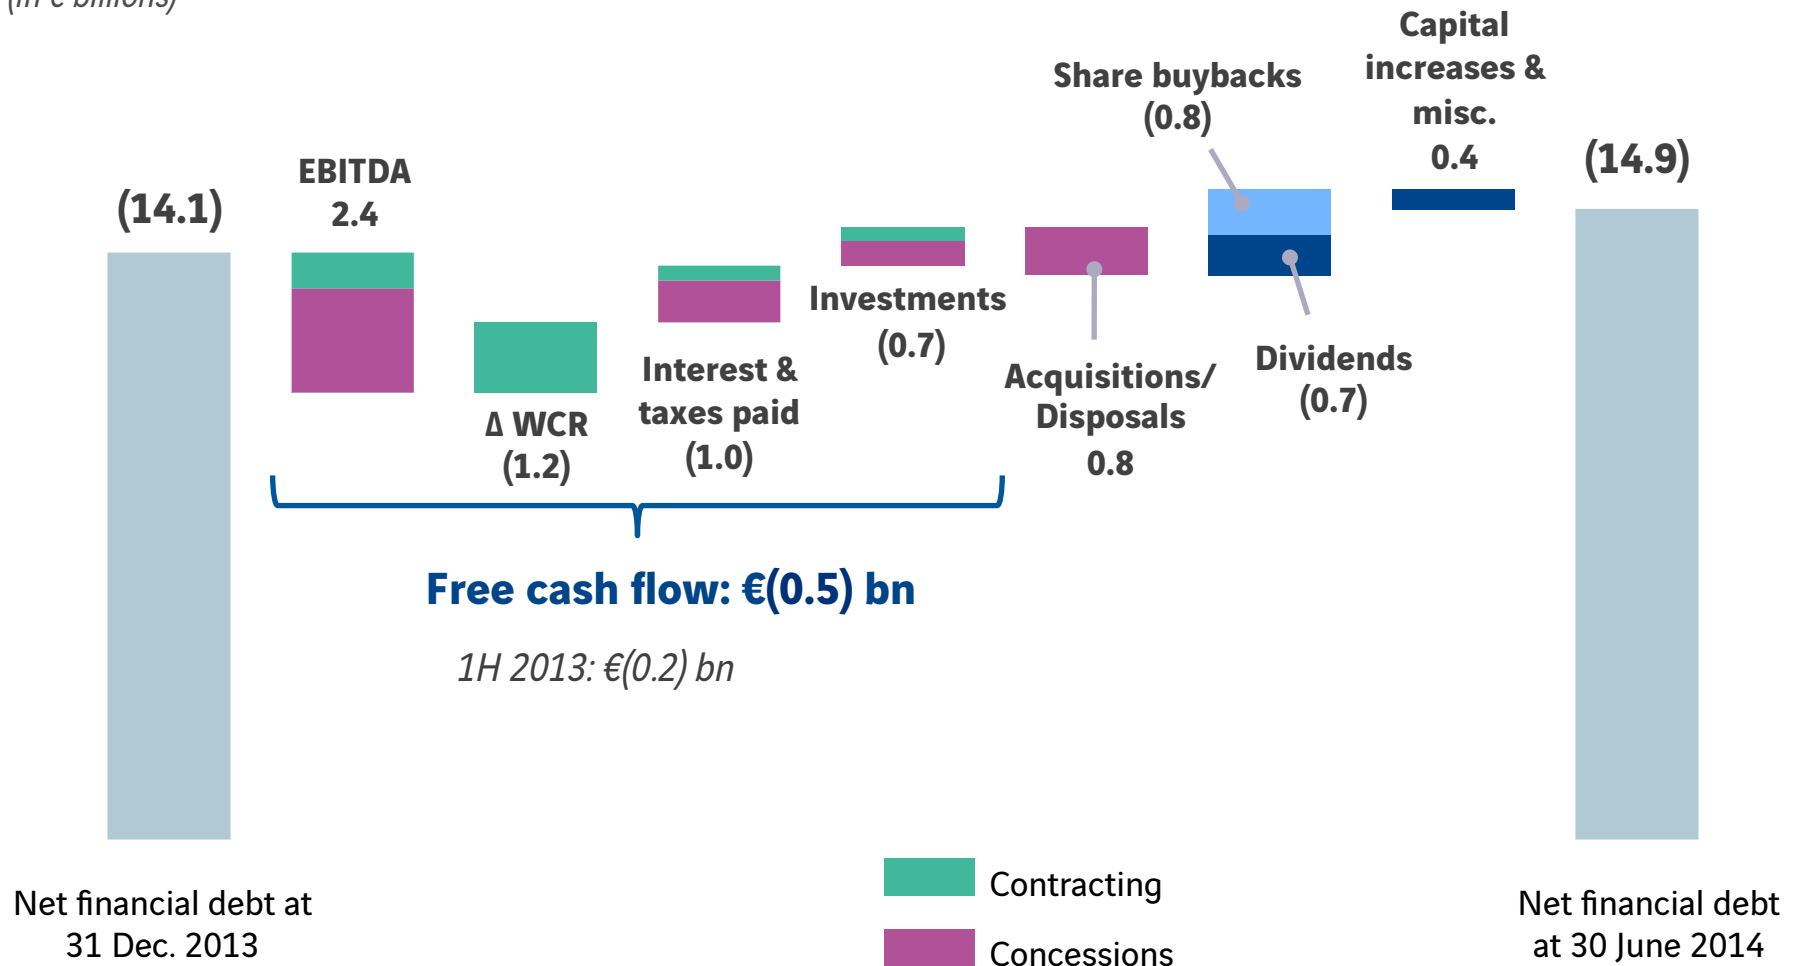 (in € billions)
(14.1)
EBITDA
2.4
Δ WCR
(1.2)
Interest &
taxes paid
(1.0)
Investments
(0.7)
Acquisitions/
Disposals
0.8
Share buybacks
(0.8)
Dividends
(0.7)
Capital
increases &
misc.
0.4
(14.9)
Free cash flow: €(0.5) bn
1H 2013: €(0.2) bn
Net financial debt at
31 Dec. 2013
Contracting
Concessions
Net financial debt
at 30 June 2014